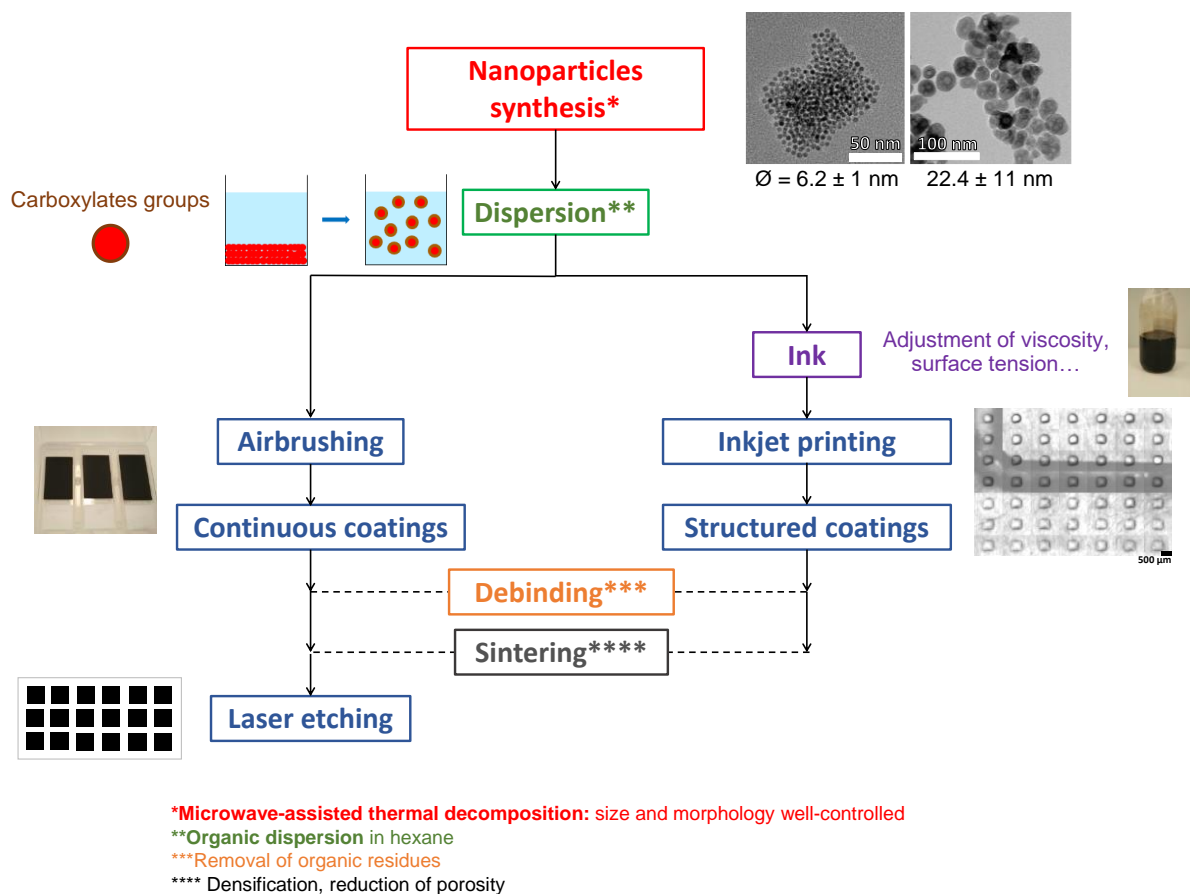 Nanoparticles
synthesis*
50 nm
100 nm
Ø = 6.2 ± 1 nm
22.4 ± 11 nm
Carboxylates groups
Dispersion**
Ink
Adjustment of viscosity,
surface tension…
Airbrushing
Inkjet printing
Continuous coatings
Structured coatings
500 µm
Debinding***
Sintering****
Laser etching
*Microwave-assisted thermal decomposition: size and morphology well-controlled
**Organic dispersion in hexane
***Removal of organic residues
**** Densification, reduction of porosity